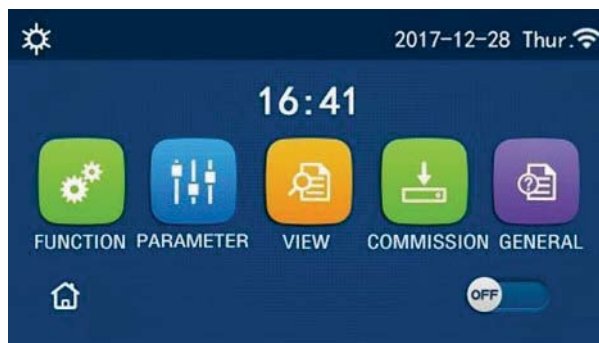 2017-12-28 Thur.
16:41
FUNCTION PARAMETER VIEW COMMISSION GENERAL
OFF